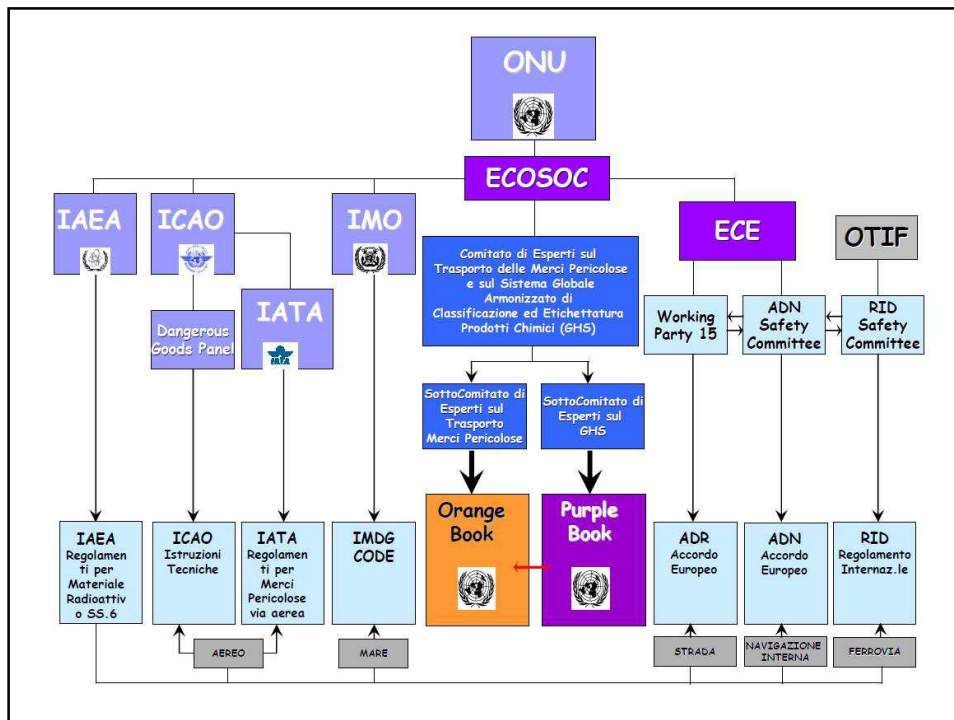 ONU
ECOSOC
IAEA
ICAO
IMO
ECE
OTIF
IATA
IATA
Dangerous
Goods Panel
Comitato di Esperti sul
Trasporto delle Merci Pericolose
e sul Sistema Globale
Armonizzato di
Classificazione ed Etichettatura
Prodotti Chimici (GHS)
Working
Party 15
ADN
Safety
Committee
RID
Safety
Committee
SottoComitato di
Esperti sul
Trasporto
Merci Pericolose
SottoComitato di
Esperti sul
GHS
IAEA
Regolamen
ti per
Materiale
Radioattiv
o SS.6
ICAO
Istruzioni
Tecniche
IATA
Regolamen
ti per
Merci
Pericolose
via aerea
IMDG
CODE
Orange
Book
Purple
Book
ADR
Accordo
Europeo
ADN
Accordo
Europeo
RID
Regolamento
Internaz.le
AEREO
MARE
STRADA
NAVIGAZIONE
INTERNA
FERROVIA